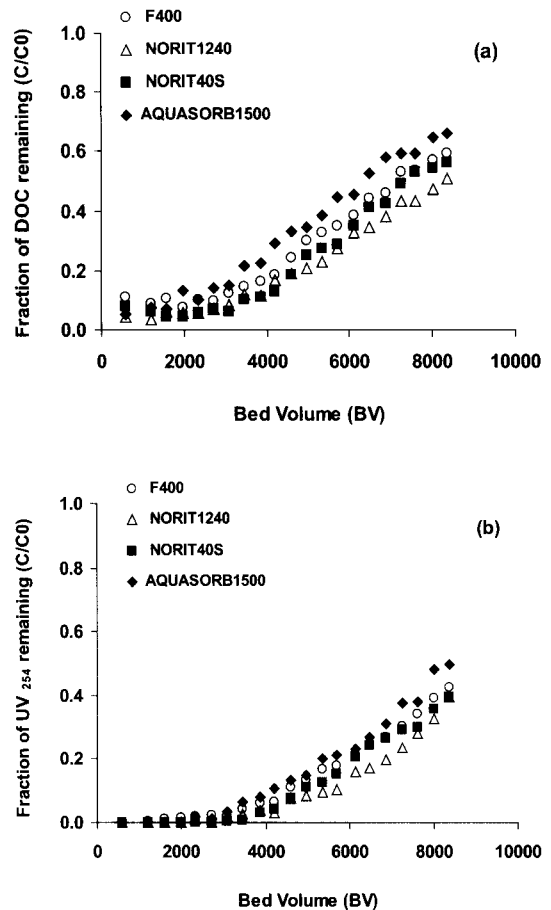 F400
NORIT1240
NORIT40S
AQUASORB1500
(a)
Fraction of DOC remaining (C/C0)
1.0
0.8
0.6
0.4
0.2
0.0
0 2000 4000 6000 8000 10000
Bed Volume (BV)
F400
NORIT1240
NORIT40S
AQUASORB1500
(b)
Fraction of UV 254 remaining (C/C0)
1.0
0.8
0.6
0.4
0.2
0.0
0 2000 4000 6000 8000 10000
Bed Volume (BV)